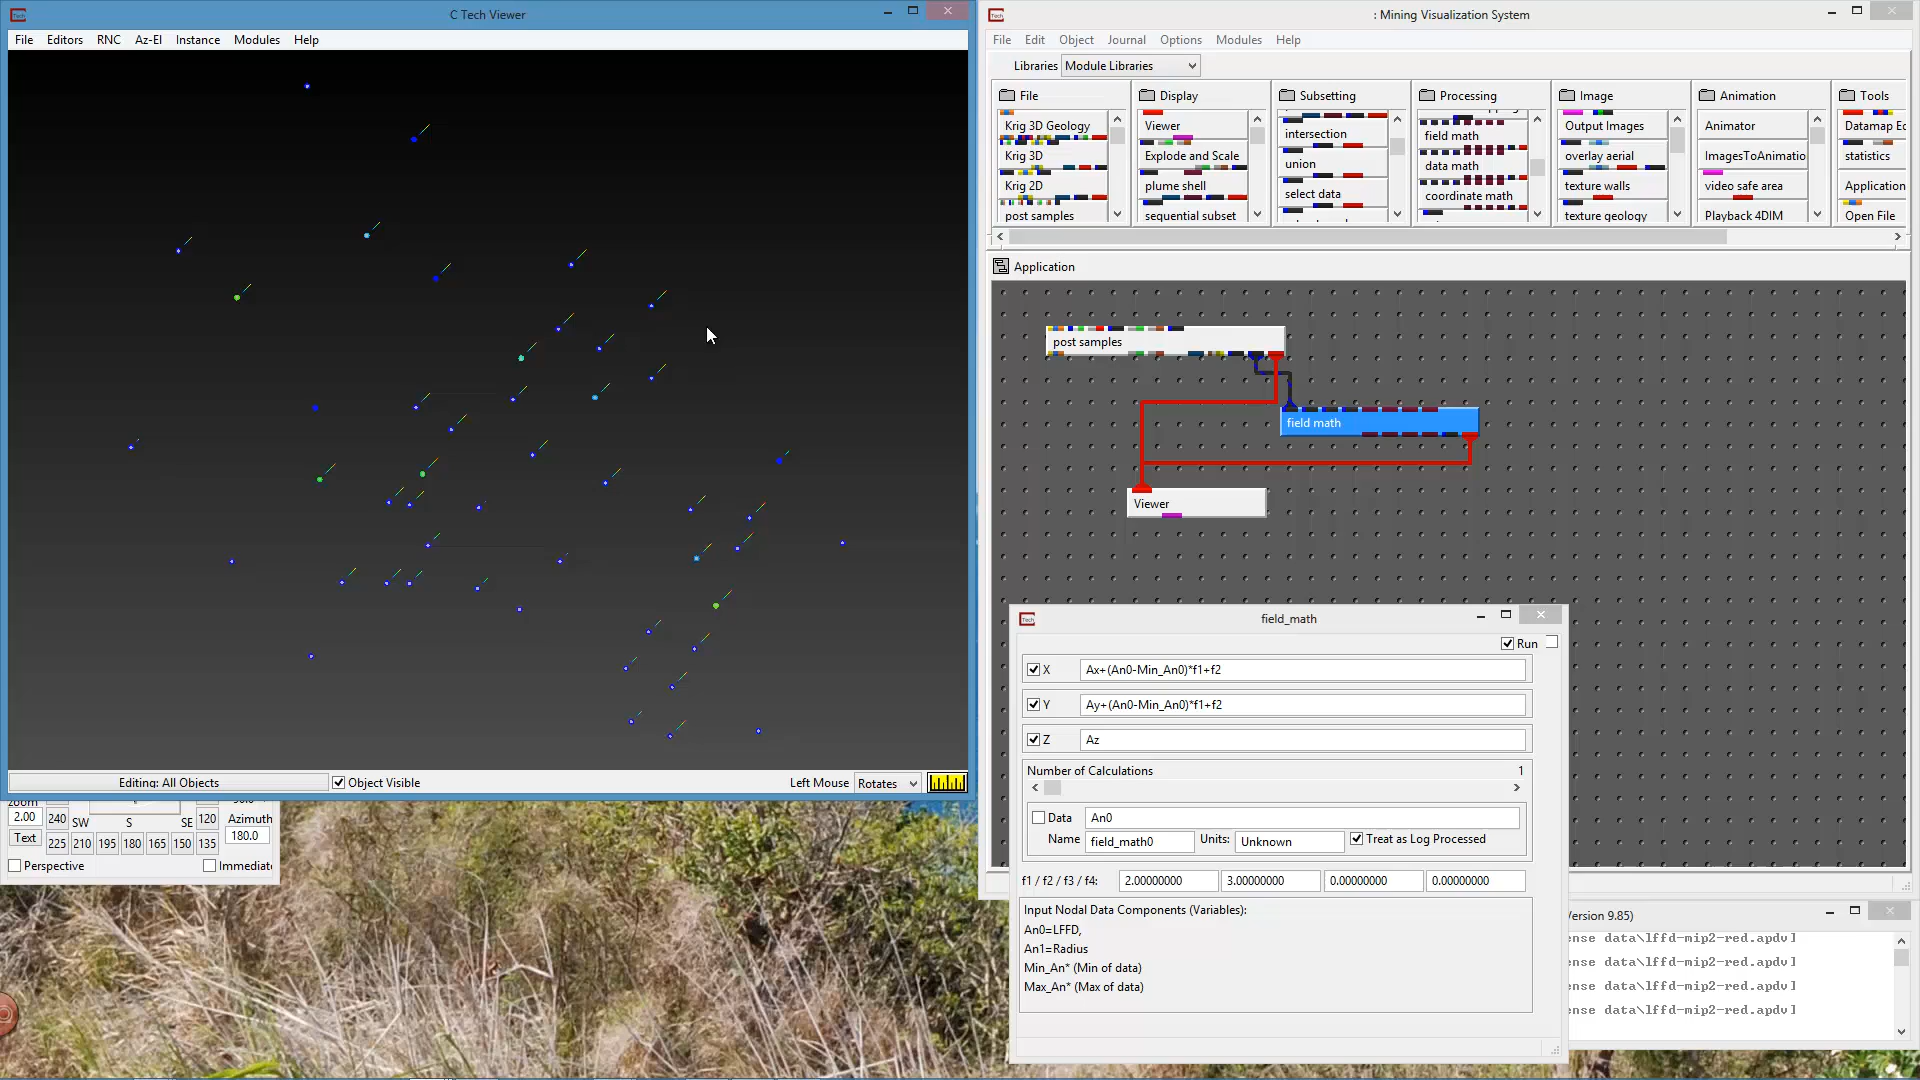 C Tech Viewer
File Editors RNC Az-El Instance Modules Help
Editing: All Objects
Object Visible
Left Mouse Rotates
2.00
240 SW S SE 120 Azimuth
Text 225 210 195 180 165 150 135 180.0
Perspective Immediate
: Mining Visualization System
File Edit Object Journal Options Modules Help
Libraries Module Libraries
File Display Subsetting Processing Image Animation Tools
Krig 3D Geology
Krig 3D
Krig 2D
post samples
Viewer
Explode and Scale
plume shell
sequential subset
intersection
union
select data
field math
data math
coordinate math
Output Images
overlay aerial
texture walls
texture geology
Animator
ImagesToAnimatio
video safe area
Playback 4DIM
Datamap Ec
statistics
Application
Open File
Application
post samples
field math
Viewer
field_math
Run
X Ax+(An0-Min_An0)*f1+f2
Y Ay+(An0-Min_An0)*f1+f2
Z Az
Number of Calculations 1
Data An0
Name field_math0 Units: Unknown Treat as Log Processed
f1 / f2 / f3 / f4: 2.00000000 3.00000000 0.00000000 0.00000000
Input Nodal Data Components (Variables):
An0=LFFD,
An1=Radius
Min_An* (Min of data)
Max_An* (Max of data)
Version 9.85)
ense data\lffd-mip2-red.apdv]
ense data\lffd-mip2-red.apdv]
ense data\lffd-mip2-red.apdv]
ense data\lffd-mip2-red.apdv]